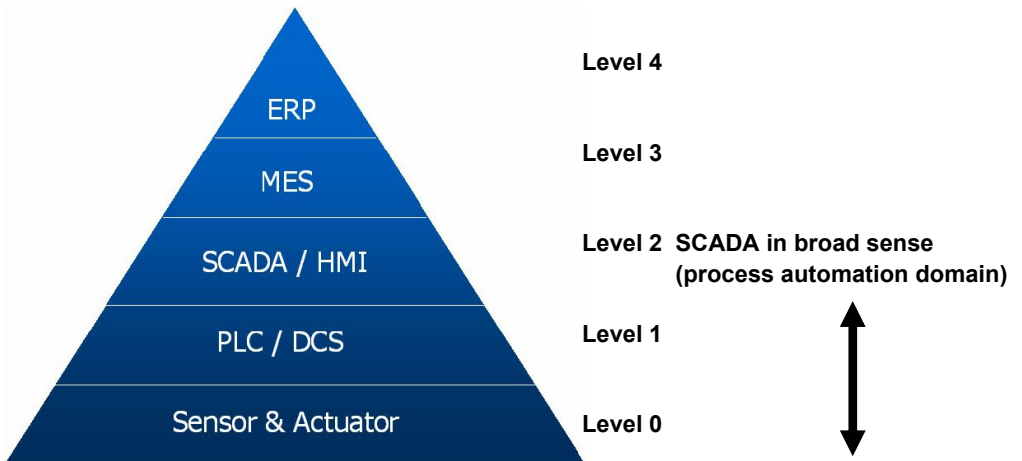 Level 4
ERP
Level 3
MES
Level 2 SCADA in broad sense
(process automation domain)
SCADA / HMI
Level 1
PLC / DCS
Sensor & Actuator
Level 0